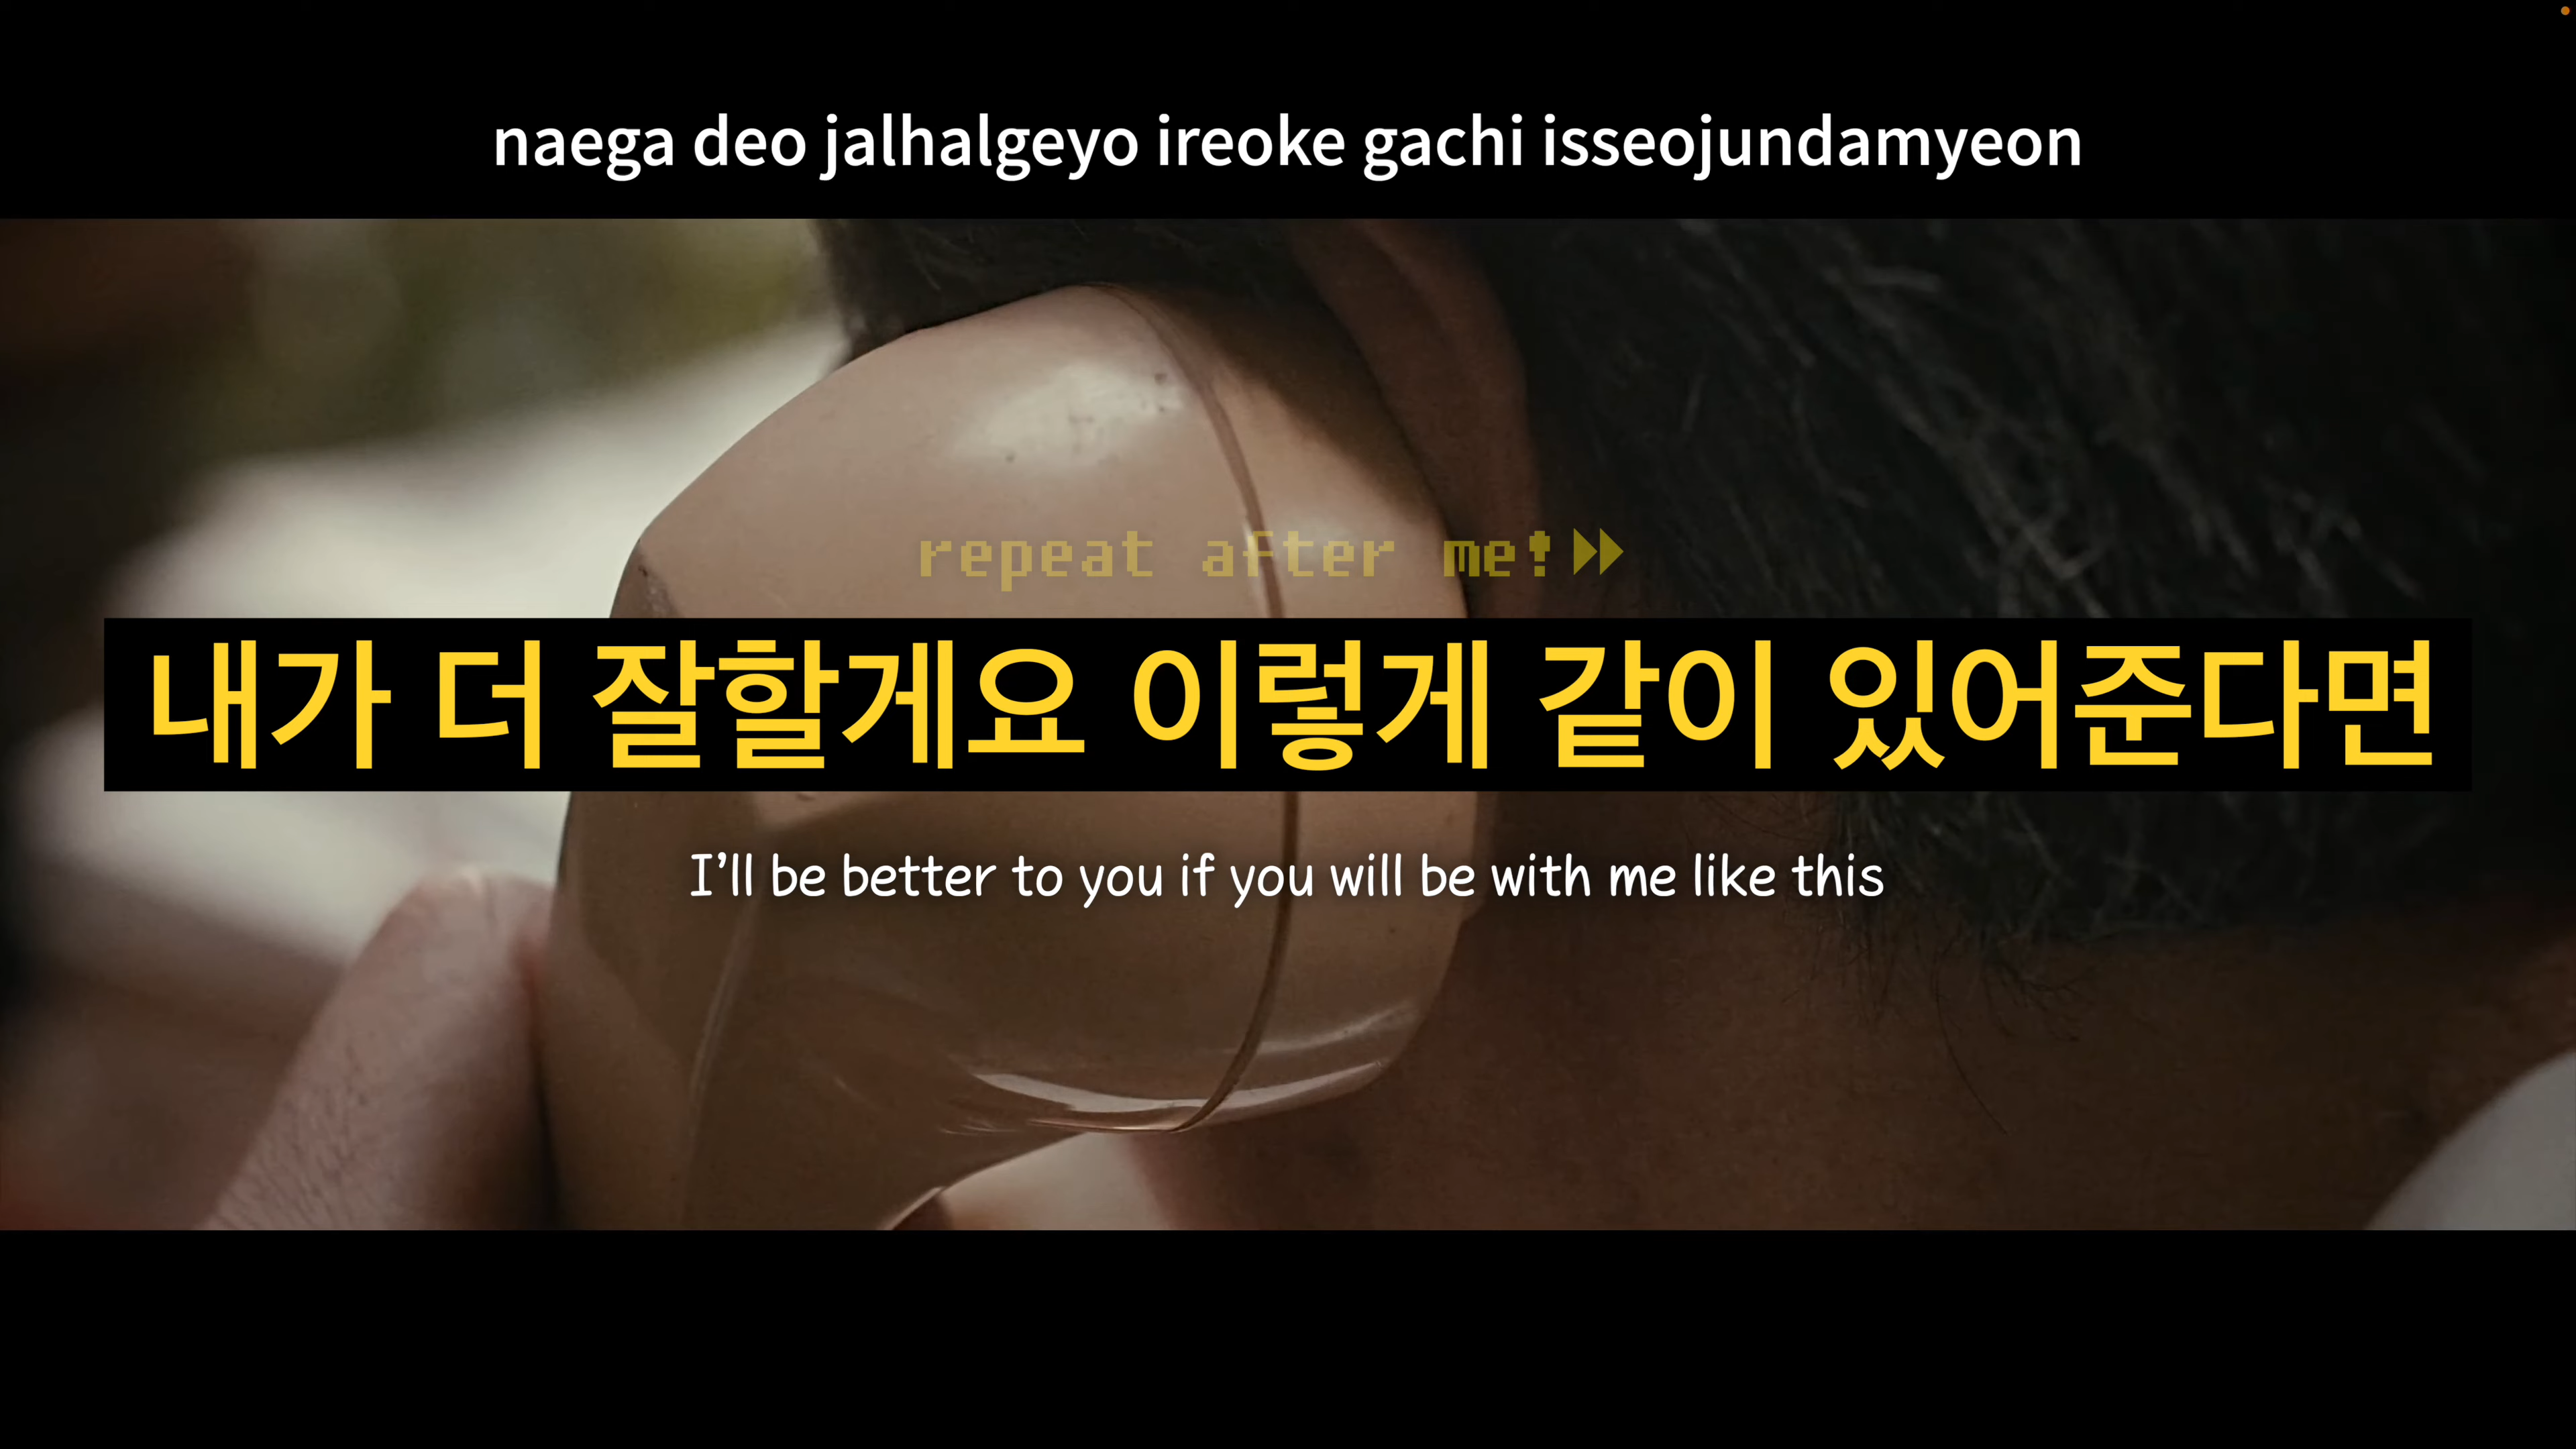 naega deo jalhalgeyo ireoke gachi isseojundamyeon
repeat after me!
내가 더 잘할게요 이렇게 같이 있어준다면
I'll be better to you if you will be with me like this